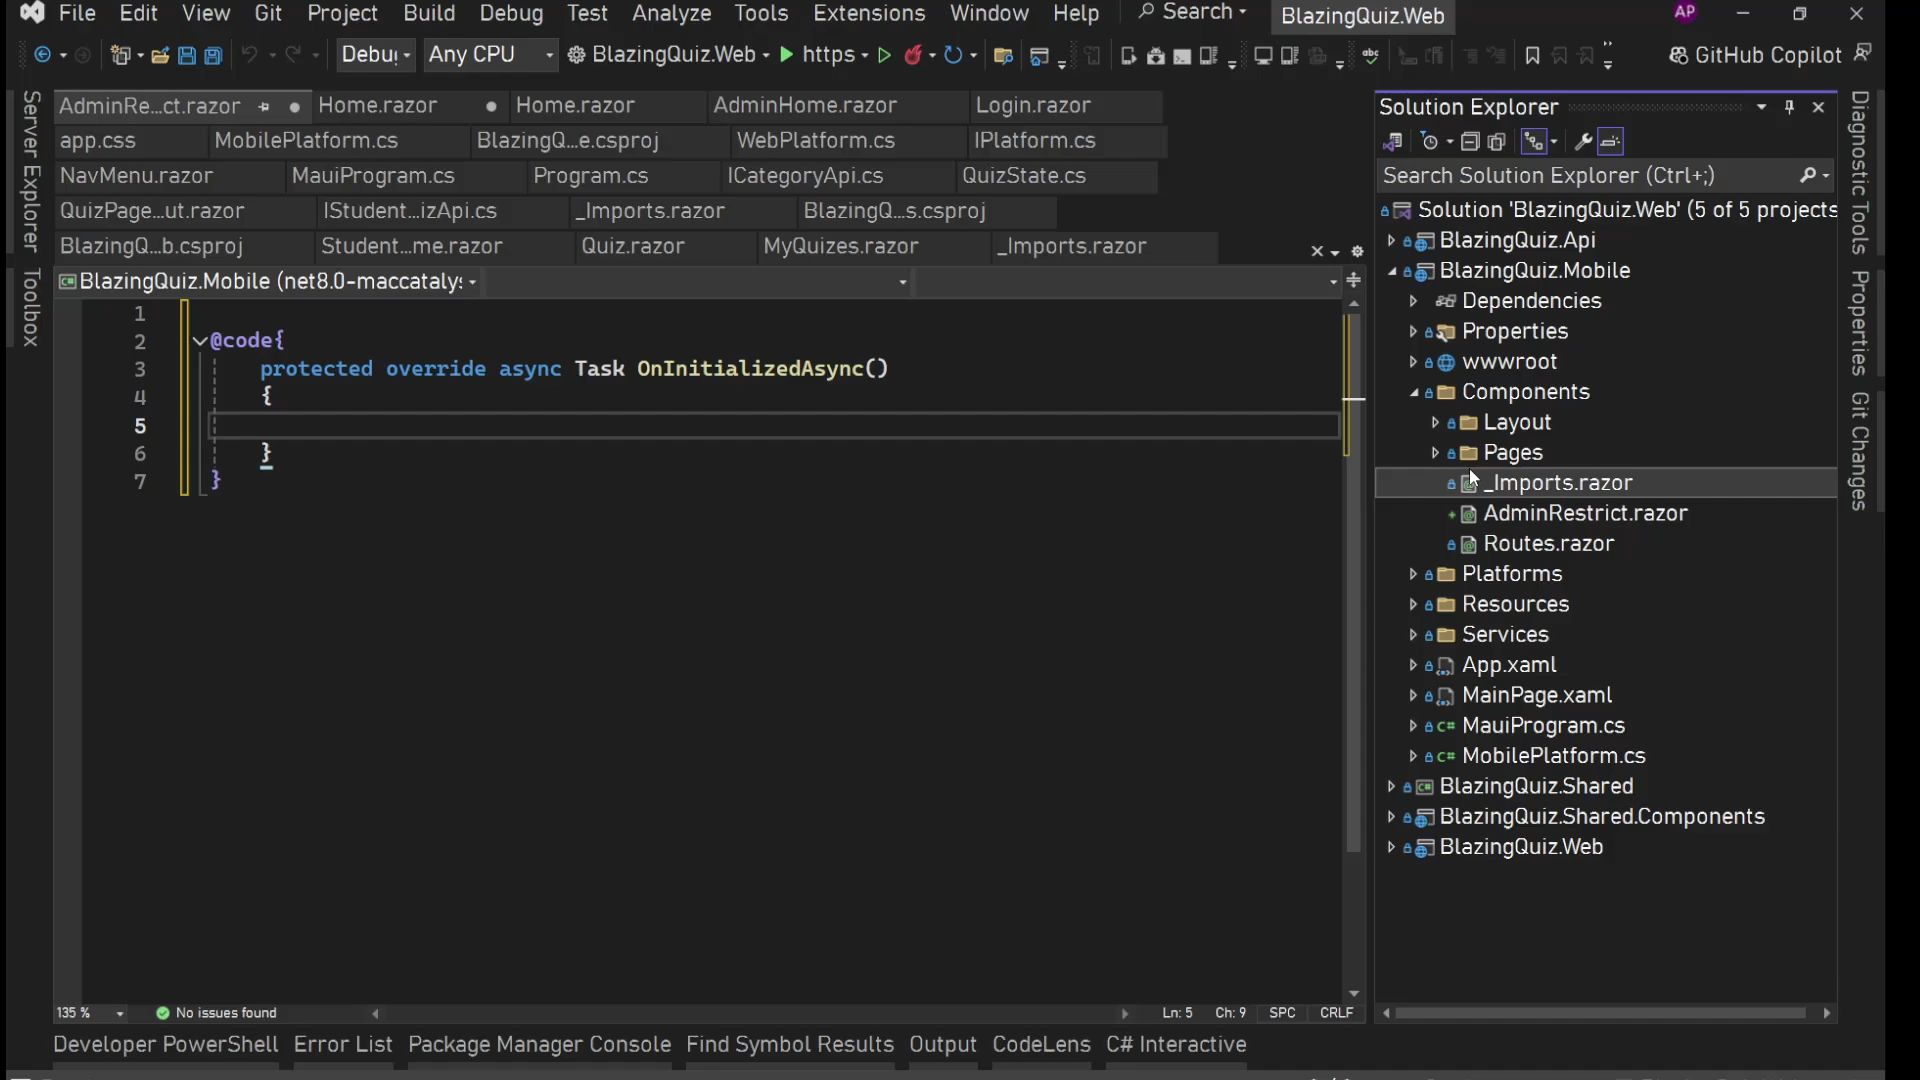 File Edit View Git Project Build Debug Test Analyze Tools Extensions Window Help Search BlazingQuiz.Web AP
Debug Any CPU BlazingQuiz.Web https GitHub Copilot
AdminRe...ct.razor Home.razor Home.razor AdminHome.razor Login.razor
app.css MobilePlatform.cs BlazingQ...e.csproj WebPlatform.cs IPlatform.cs
NavMenu.razor MauiProgram.cs Program.cs ICategoryApi.cs QuizState.cs
QuizPage...ut.razor IStudent...izApi.cs _Imports.razor BlazingQ...s.csproj
BlazingQ...b.csproj Student...me.razor Quiz.razor MyQuizes.razor _Imports.razor
BlazingQuiz.Mobile (net8.0-maccatalys
1
2 @code{
3 protected override async Task OnInitializedAsync()
4 {
5
6 }
7 }
135 % No issues found Ln: 5 Ch: 9 SPC CRLF
Developer PowerShell Error List Package Manager Console Find Symbol Results Output CodeLens C# Interactive
Server Explorer
Toolbox
Solution Explorer
Search Solution Explorer (Ctrl+;)
Solution 'BlazingQuiz.Web' (5 of 5 projects
BlazingQuiz.Api
BlazingQuiz.Mobile
Dependencies
Properties
wwwroot
Components
Layout
Pages
_Imports.razor
AdminRestrict.razor
Routes.razor
Platforms
Resources
Services
App.xaml
MainPage.xaml
MauiProgram.cs
MobilePlatform.cs
BlazingQuiz.Shared
BlazingQuiz.Shared.Components
BlazingQuiz.Web
Diagnostic Tools
Properties
Git Changes